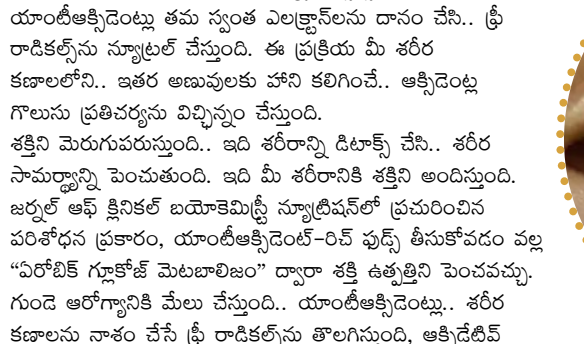 యాంటీఆక్సిడెంట్లు తమ స్వంత ఎలక్ట్రాన్‌లను దానం చేసి.. ఫ్రీ
రాడికల్స్‌ను న్యూట్రల్ చేస్తుంది. ఈ ప్రక్రియ మీ శరీర
కణాలలోని.. ఇతర అణువులకు హాని కలిగించే.. ఆక్సిడెంట్ల
గొలుసు ప్రతిచర్యను విచ్ఛిన్నం చేస్తుంది.
శక్తిని మెరుగుపరుస్తుంది.. ఇది శరీరాన్ని డిటాక్స్ చేసి.. శరీర
సామర్థ్యాన్ని పెంచుతుంది. ఇది మీ శరీరానికి శక్తిని అందిస్తుంది.
జర్నల్ ఆఫ్ క్లినికల్ బయోకెమిస్ట్రీ న్యూట్రిషన్‌లో ప్రచురించిన
పరిశోధన ప్రకారం, యాంటీఆక్సిడెంట్-రిచ్ ఫుడ్స్ తీసుకోవడం వల్ల
“ఏరోబిక్ గ్లూకోజ్ మెటబాలిజం” ద్వారా శక్తి ఉత్పత్తిని పెంచవచ్చు.
గుండె ఆరోగ్యానికి మేలు చేస్తుంది.. యాంటీఆక్సిడెంట్లు.. శరీర
కణాలను నాశం చేసే ఫ్రీ రాడికల్స్‌ను తొలగిస్తుంది, ఆక్సిడేటివ్